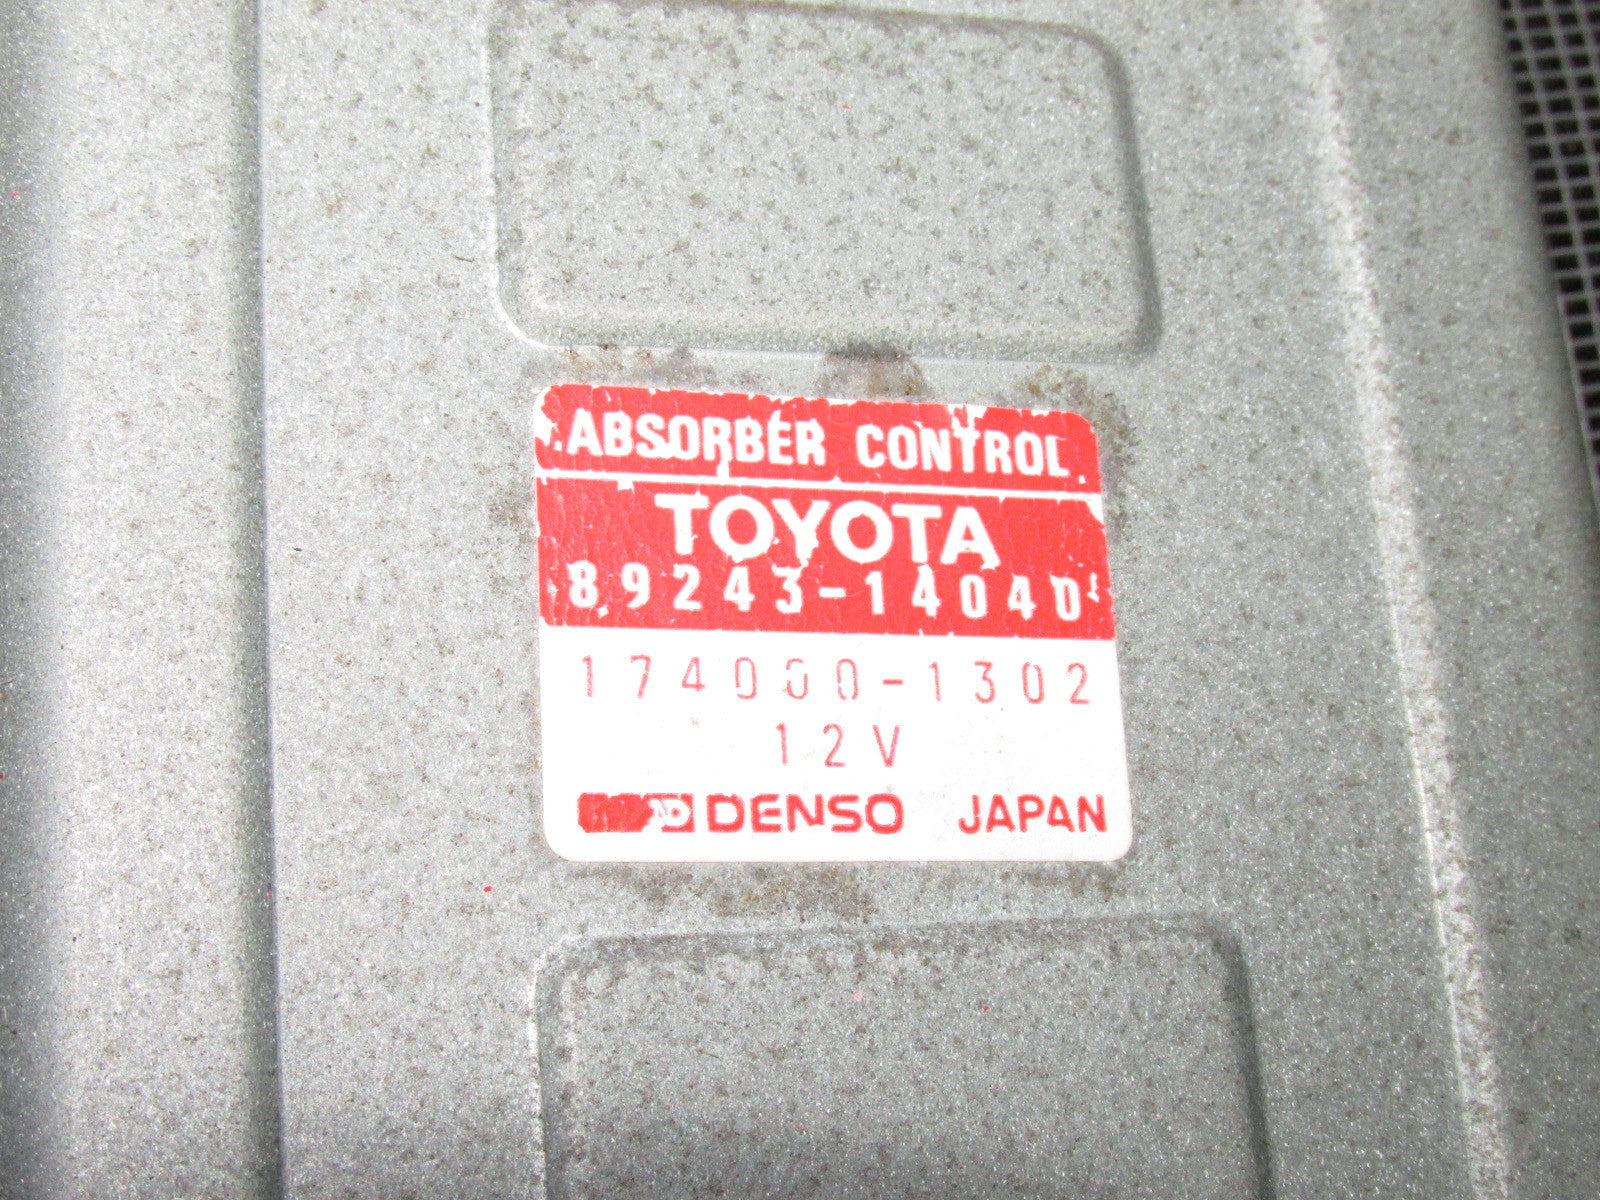 ABSORBER CONTROL
TOYOTA
89243-14040
174000-1302
12V
DENSO JAPAN